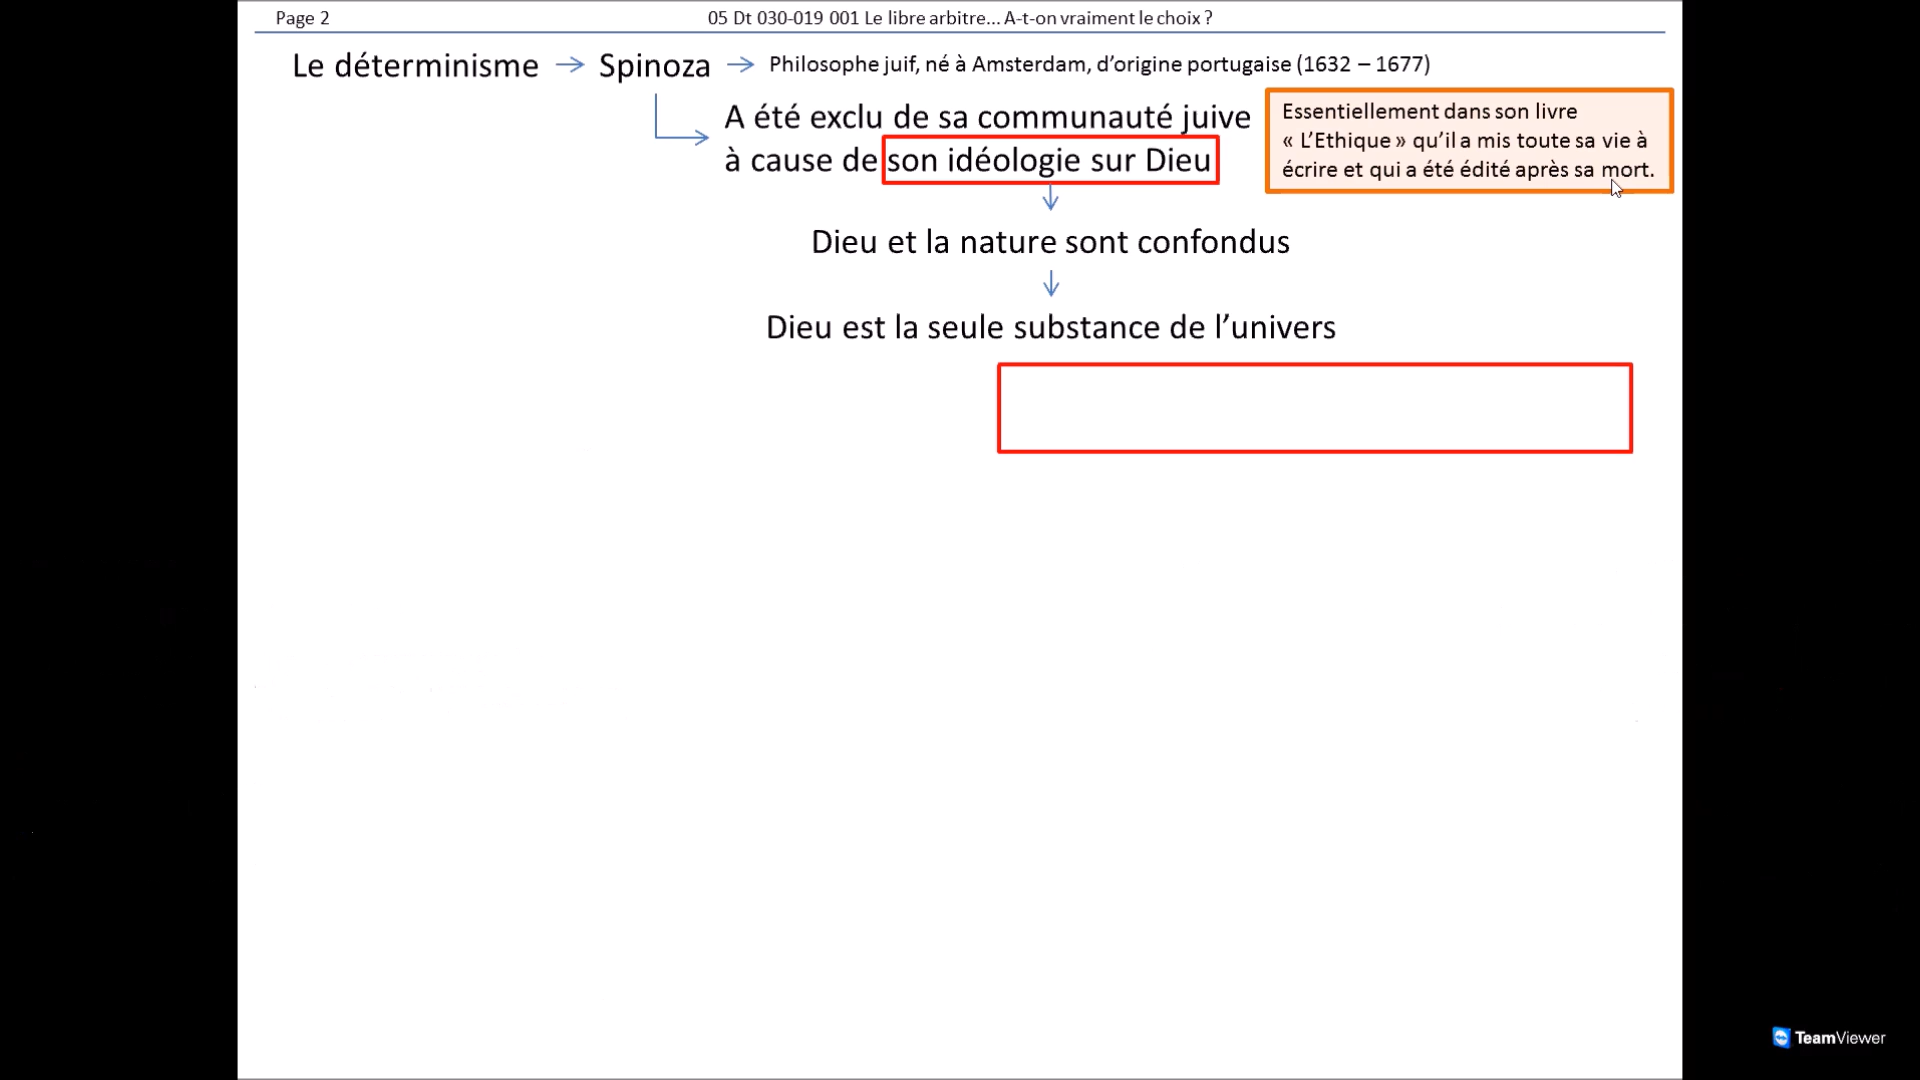 Page 2
05 Dt 030-019 001 Le libre arbitre... A-t-on vraiment le choix ?
Le déterminisme → Spinoza → Philosophe juif, né à Amsterdam, d’origine portugaise (1632 – 1677)
A été exclu de sa communauté juive
à cause de son idéologie sur Dieu
Essentiellement dans son livre
« L’Ethique » qu’il a mis toute sa vie à
écrire et qui a été édité après sa mort.
Dieu et la nature sont confondus
Dieu est la seule substance de l’univers
TeamViewer